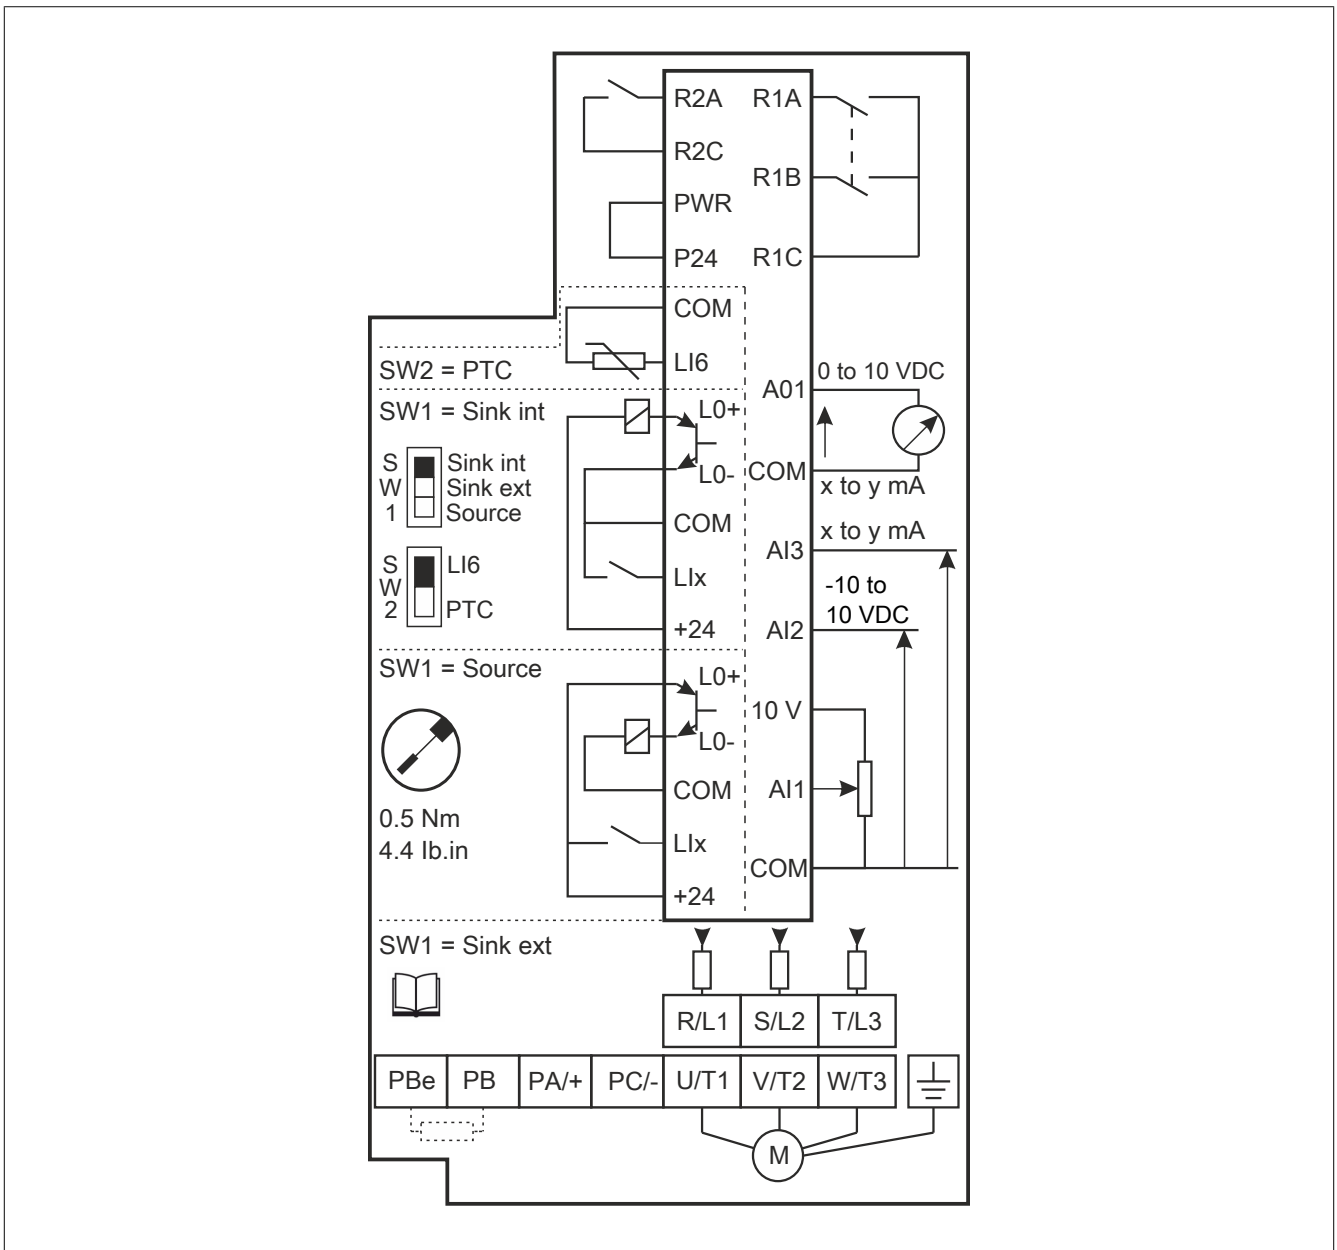 R2A R1A
R2C
R1B
PWR
P24 R1C
COM
LI6
SW2 = PTC
0 to 10 VDC
A01
SW1 = Sink int
L0+
S
W
1
Sink int
Sink ext
Source
L0-
COM
x to y mA
COM
x to y mA
AI3
S
W
2
LI6
PTC
LIx
-10 to
10 VDC
+24
AI2
SW1 = Source
L0+
10 V
L0-
COM
AI1
0.5 Nm
4.4 lb.in
LIx
COM
+24
SW1 = Sink ext
R/L1 S/L2 T/L3
PBe PB PA/+ PC/- U/T1 V/T2 W/T3
M